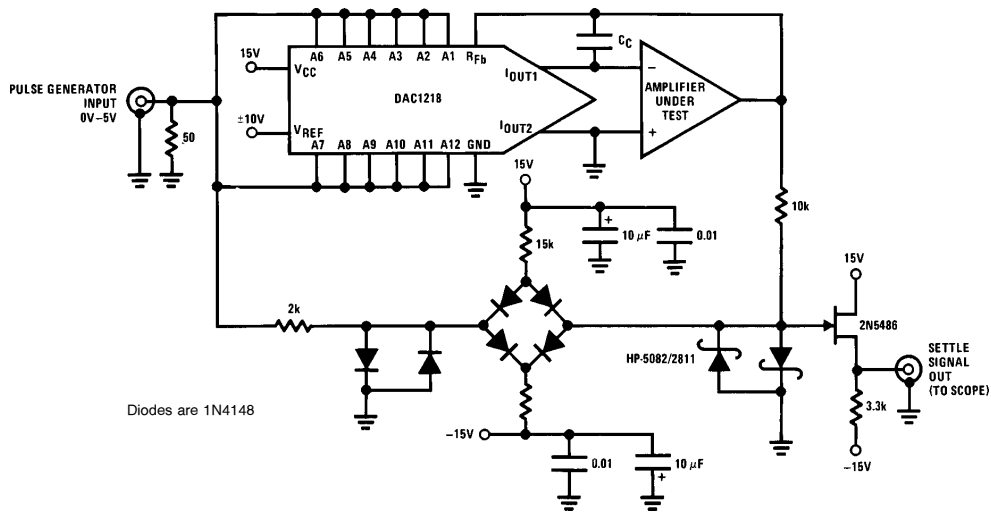 A6 A5 A4 A3 A2 A1 RFb
CC
15V
VCC
IOUT1
PULSE GENERATOR
INPUT
0V–5V
DAC1218
–
AMPLIFIER
UNDER
TEST
+
50
±10V
VREF
IOUT2
A7 A8 A9 A10 A11 A12 GND
15V
10k
+
10 μF
0.01
15k
15V
2k
2N5486
HP-5082/2811
SETTLE
SIGNAL
OUT
(TO SCOPE)
Diodes are 1N4148
3.3k
–15V
–15V
0.01
10 μF
+